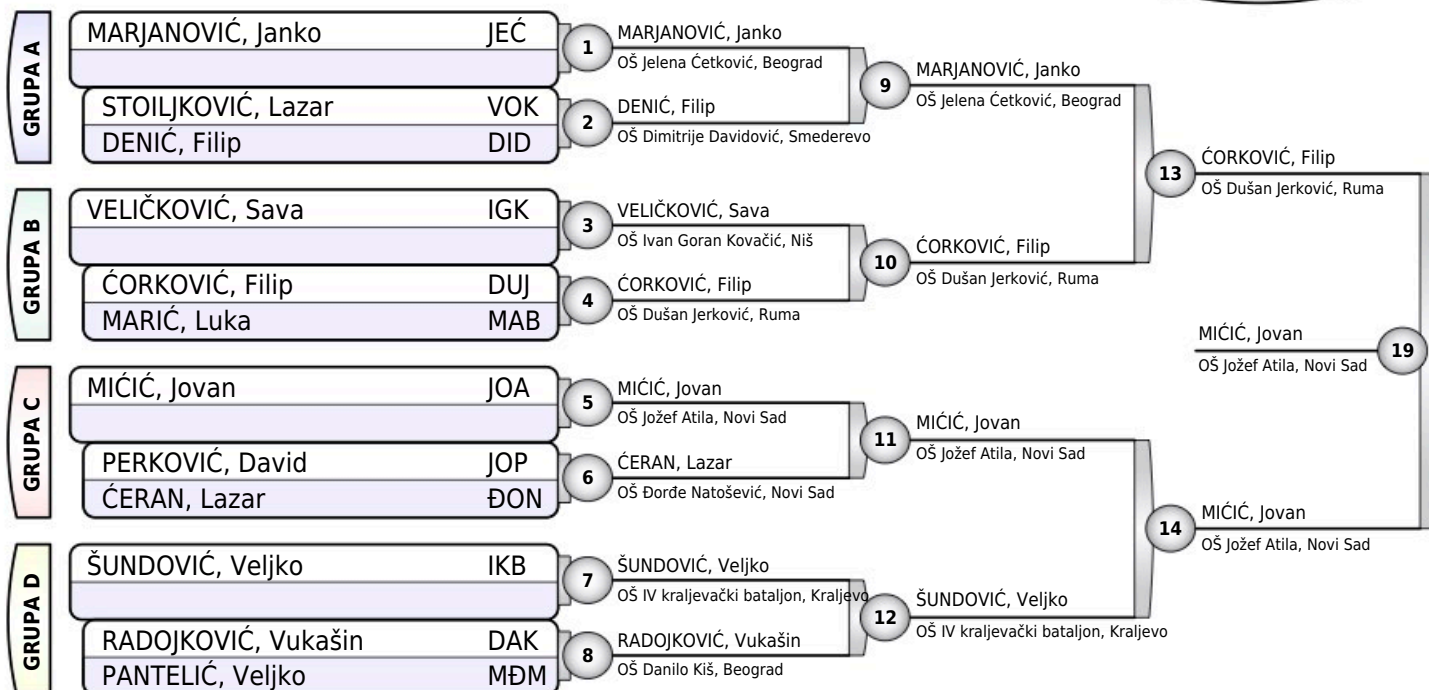 GRUPA A
MARJANOVIĆ, Janko JEĆ
STOILJKOVIĆ, Lazar VOK
DENIĆ, Filip DID
1
MARJANOVIĆ, Janko
OŠ Jelena Ćetković, Beograd
2
DENIĆ, Filip
OŠ Dimitrije Davidović, Smederevo
9
MARJANOVIĆ, Janko
OŠ Jelena Ćetković, Beograd
GRUPA B
VELIČKOVIĆ, Sava IGK
ĆORKOVIĆ, Filip DUJ
MARIĆ, Luka MAB
3
VELIČKOVIĆ, Sava
OŠ Ivan Goran Kovačić, Niš
4
ĆORKOVIĆ, Filip
OŠ Dušan Jerković, Ruma
10
ĆORKOVIĆ, Filip
OŠ Dušan Jerković, Ruma
13
ĆORKOVIĆ, Filip
OŠ Dušan Jerković, Ruma
GRUPA C
MIĆIĆ, Jovan JOA
PERKOVIĆ, David JOP
ĆERAN, Lazar ĐON
5
MIĆIĆ, Jovan
OŠ Jožef Atila, Novi Sad
6
ĆERAN, Lazar
OŠ Đorđe Natošević, Novi Sad
11
MIĆIĆ, Jovan
OŠ Jožef Atila, Novi Sad
GRUPA D
ŠUNDOVIĆ, Veljko IKB
RADOJKOVIĆ, Vukašin DAK
PANTELIĆ, Veljko MĐM
7
ŠUNDOVIĆ, Veljko
OŠ IV kraljevački bataljon, Kraljevo
8
RADOJKOVIĆ, Vukašin
OŠ Danilo Kiš, Beograd
12
ŠUNDOVIĆ, Veljko
OŠ IV kraljevački bataljon, Kraljevo
14
MIĆIĆ, Jovan
OŠ Jožef Atila, Novi Sad
MIĆIĆ, Jovan
OŠ Jožef Atila, Novi Sad
19